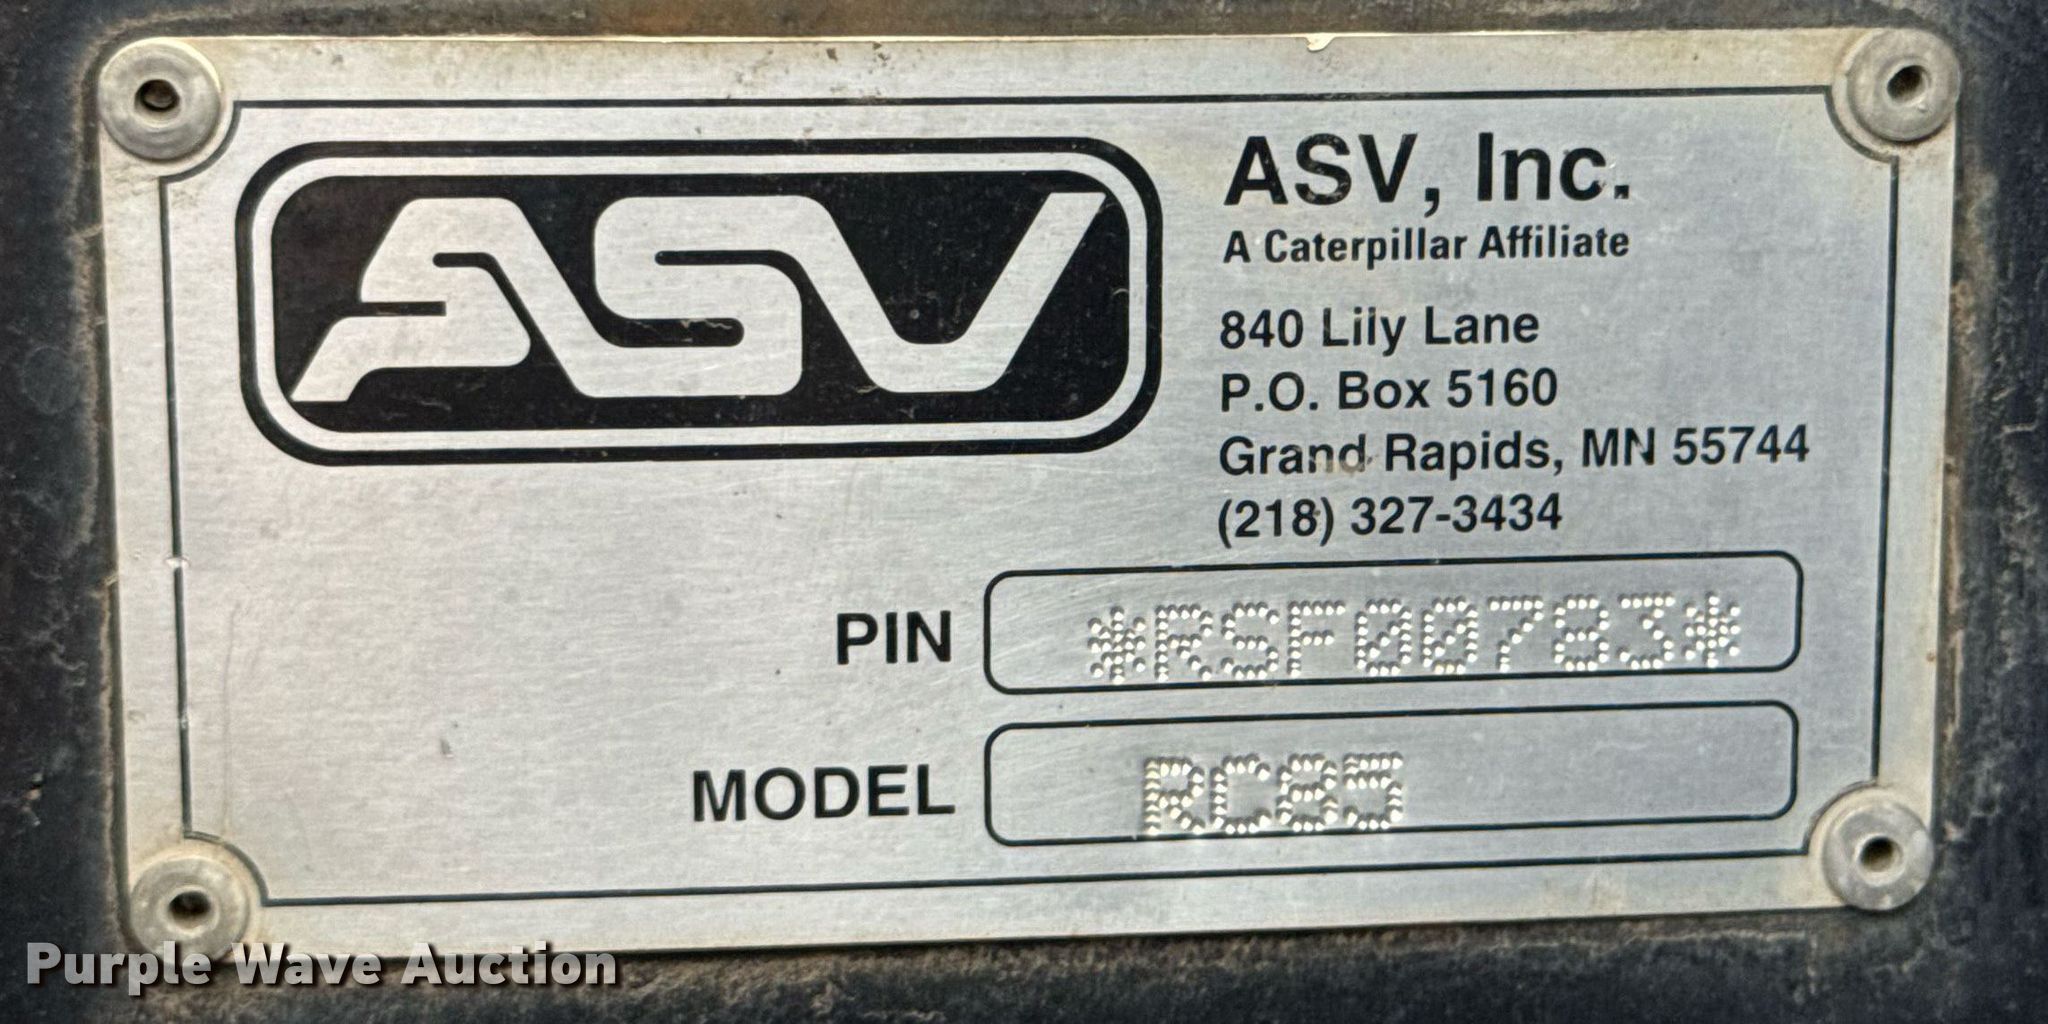 ASV
ASV, Inc.
A Caterpillar Affiliate
840 Lily Lane
P.O. Box 5160
Grand Rapids, MN 55744
(218) 327-3434
PIN *RSF00783*
MODEL RC85
Purple Wave Auction